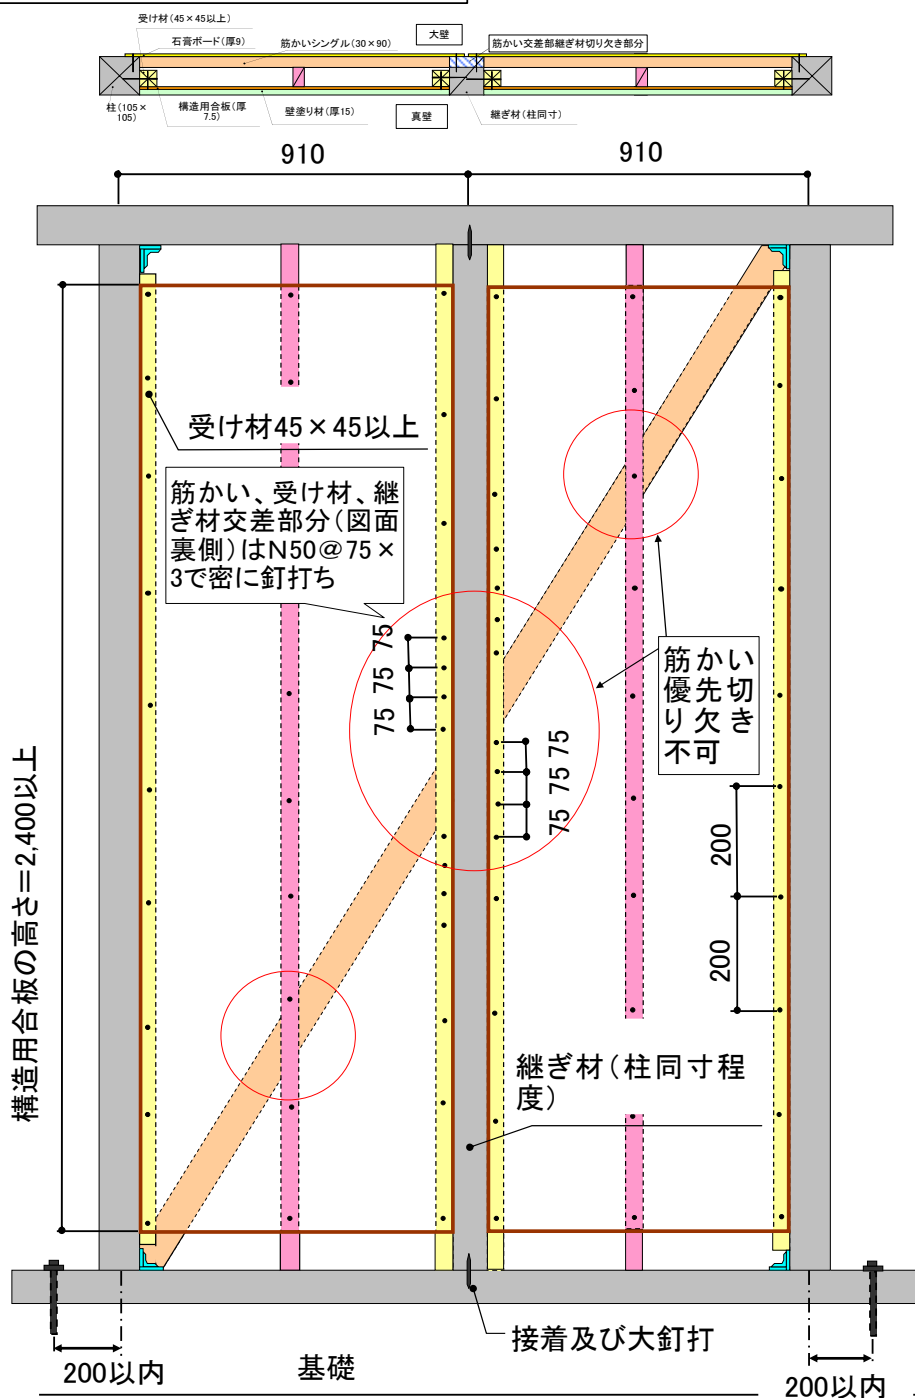 受け材(45×45以上)
石膏ボード(厚9)
筋かいシングル(30×90)
大壁
筋かい交差部継ぎ材切り欠き部分
柱(105×
105)
構造用合板(厚
7.5)
壁塗り材(厚15)
真壁
継ぎ材(柱同寸)
910
910
受け材45×45以上
筋かい、受け材、継
ぎ材交差部分(図面
裏側)はN50@75×
3で密に釘打ち
75
75
75
筋かい
優先切
り欠き
不可
75
75
75
200
200
構造用合板の高さ=2,400以上
継ぎ材(柱同寸程
度)
接着及び大釘打
200以内
基礎
200以内